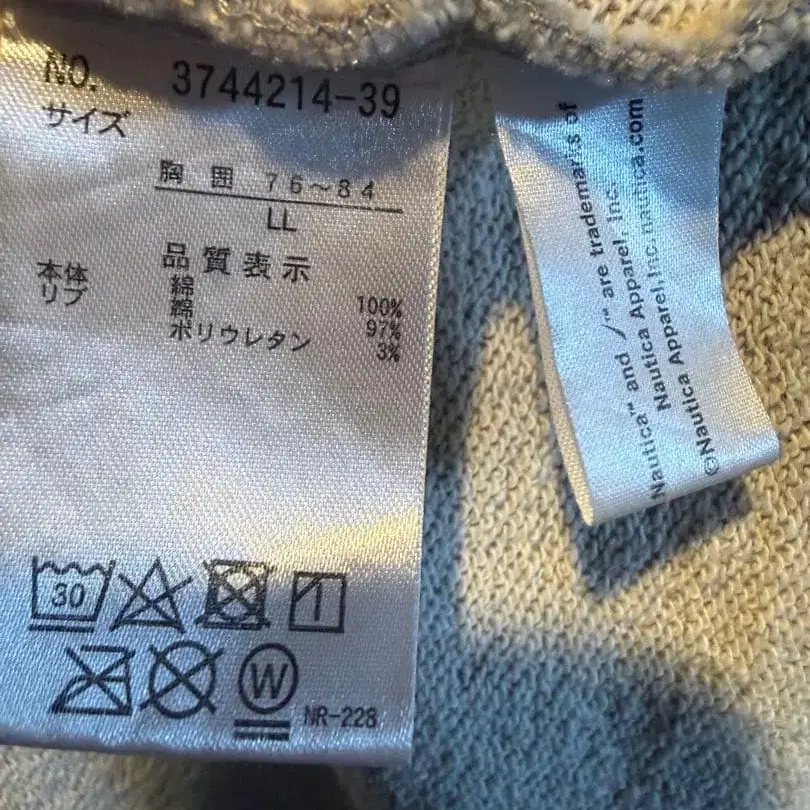 NO. 3744214-39
サイズ
胸 囲 76～84
LL
品質表示
本体 綿 100%
リブ 綿 97%
ポリウレタン 3%
30
W
NR-228
Nautica™ and /™ are trademarks of
Nautica Apparel, Inc.
©Nautica Apparel,Inc.nautica.com